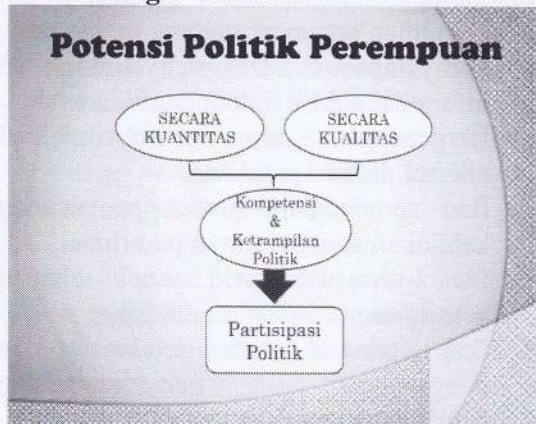 Potensi Politik Perempuan
SECARA
KUANTITAS
SECARA
KUALITAS
Kompetensi
&
Ketrampilan
Politik
Partisipasi
Politik